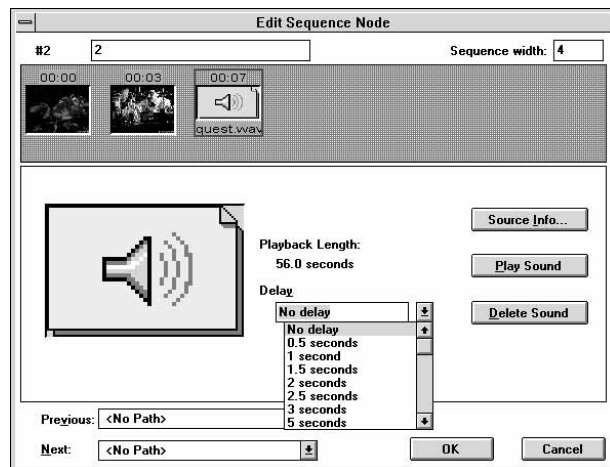 Edit Sequence Node
#2 2 Sequence width: 4
00:00 00:03 00:07
quest.wav
Source Info...
Playback Length:
56.0 seconds
Play Sound
Delay
No delay
Delete Sound
No delay
0.5 seconds
1 second
1.5 seconds
2 seconds
2.5 seconds
3 seconds
5 seconds
Previous: <No Path>
Next: <No Path>
OK Cancel